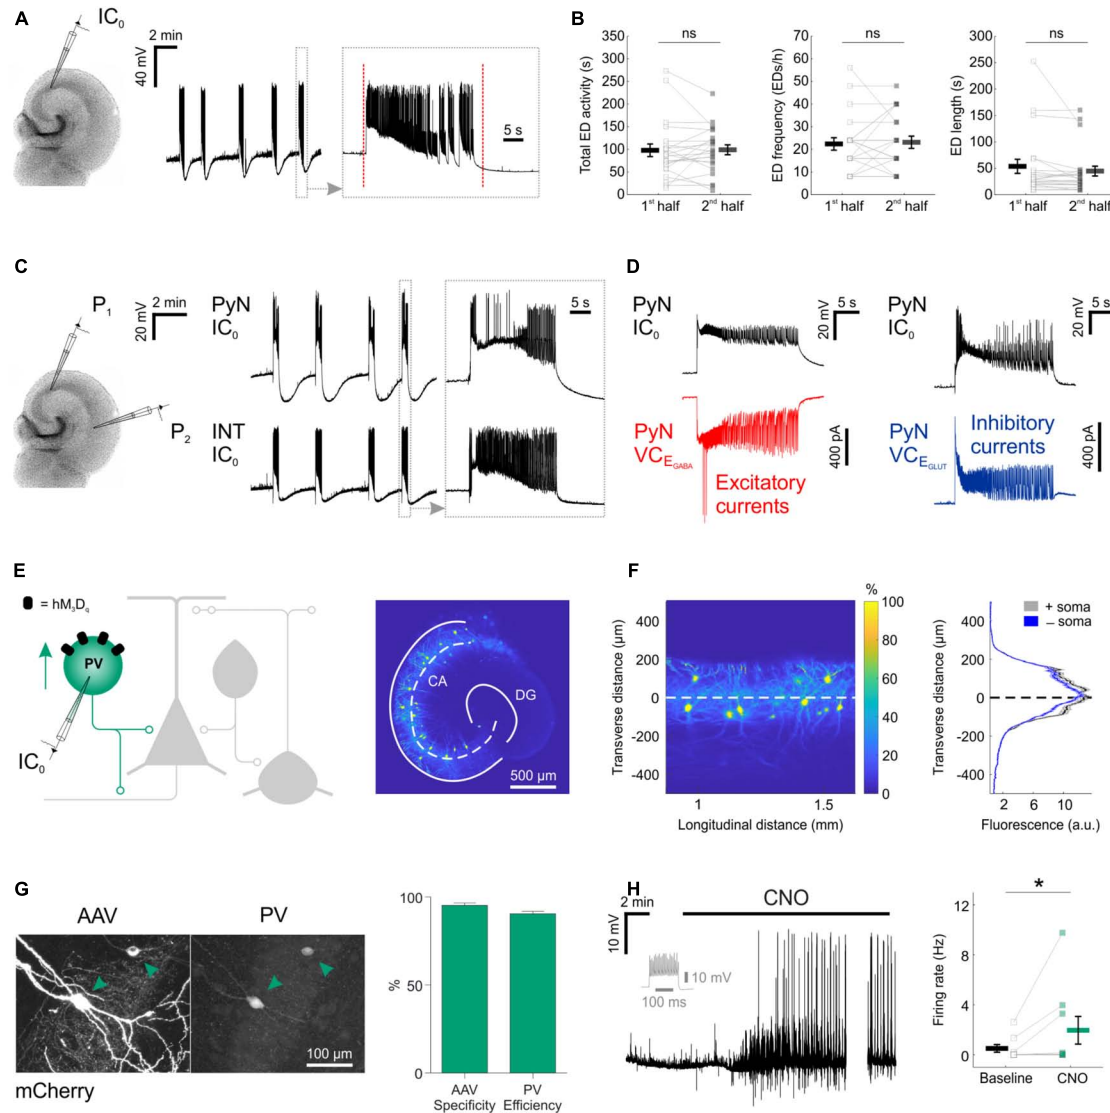 A
IC0
2 min
40 mV
5 s
B
ns
Total ED activity (s)
350
300
250
200
150
100
50
0
1st half
2nd half
ns
ED frequency (EDs/h)
70
60
50
40
30
20
10
0
1st half
2nd half
ns
ED length (s)
300
250
200
150
100
50
0
1st half
2nd half
C
P1
P2
2 min
20 mV
PyN
IC0
INT
IC0
5 s
D
PyN
IC0
5 s
20 mV
PyN
VCEGABA
Excitatory
currents
400 pA
PyN
IC0
5 s
20 mV
PyN
VCEGLUT
Inhibitory
currents
400 pA
E
= hM3Dq
PV
IC0
CA
DG
500 µm
F
Transverse distance (µm)
400
200
0
-200
-400
1
1.5
Longitudinal distance (mm)
%
100
80
60
40
20
0
+ soma
– soma
Transverse distance (µm)
400
200
0
-200
-400
2
6
10
Fluorescence (a.u.)
G
AAV
PV
100 µm
mCherry
%
100
50
0
AAV
Specificity
PV
Efficiency
H
2 min
10 mV
CNO
10 mV
100 ms
*
Firing rate (Hz)
12
8
4
0
Baseline
CNO